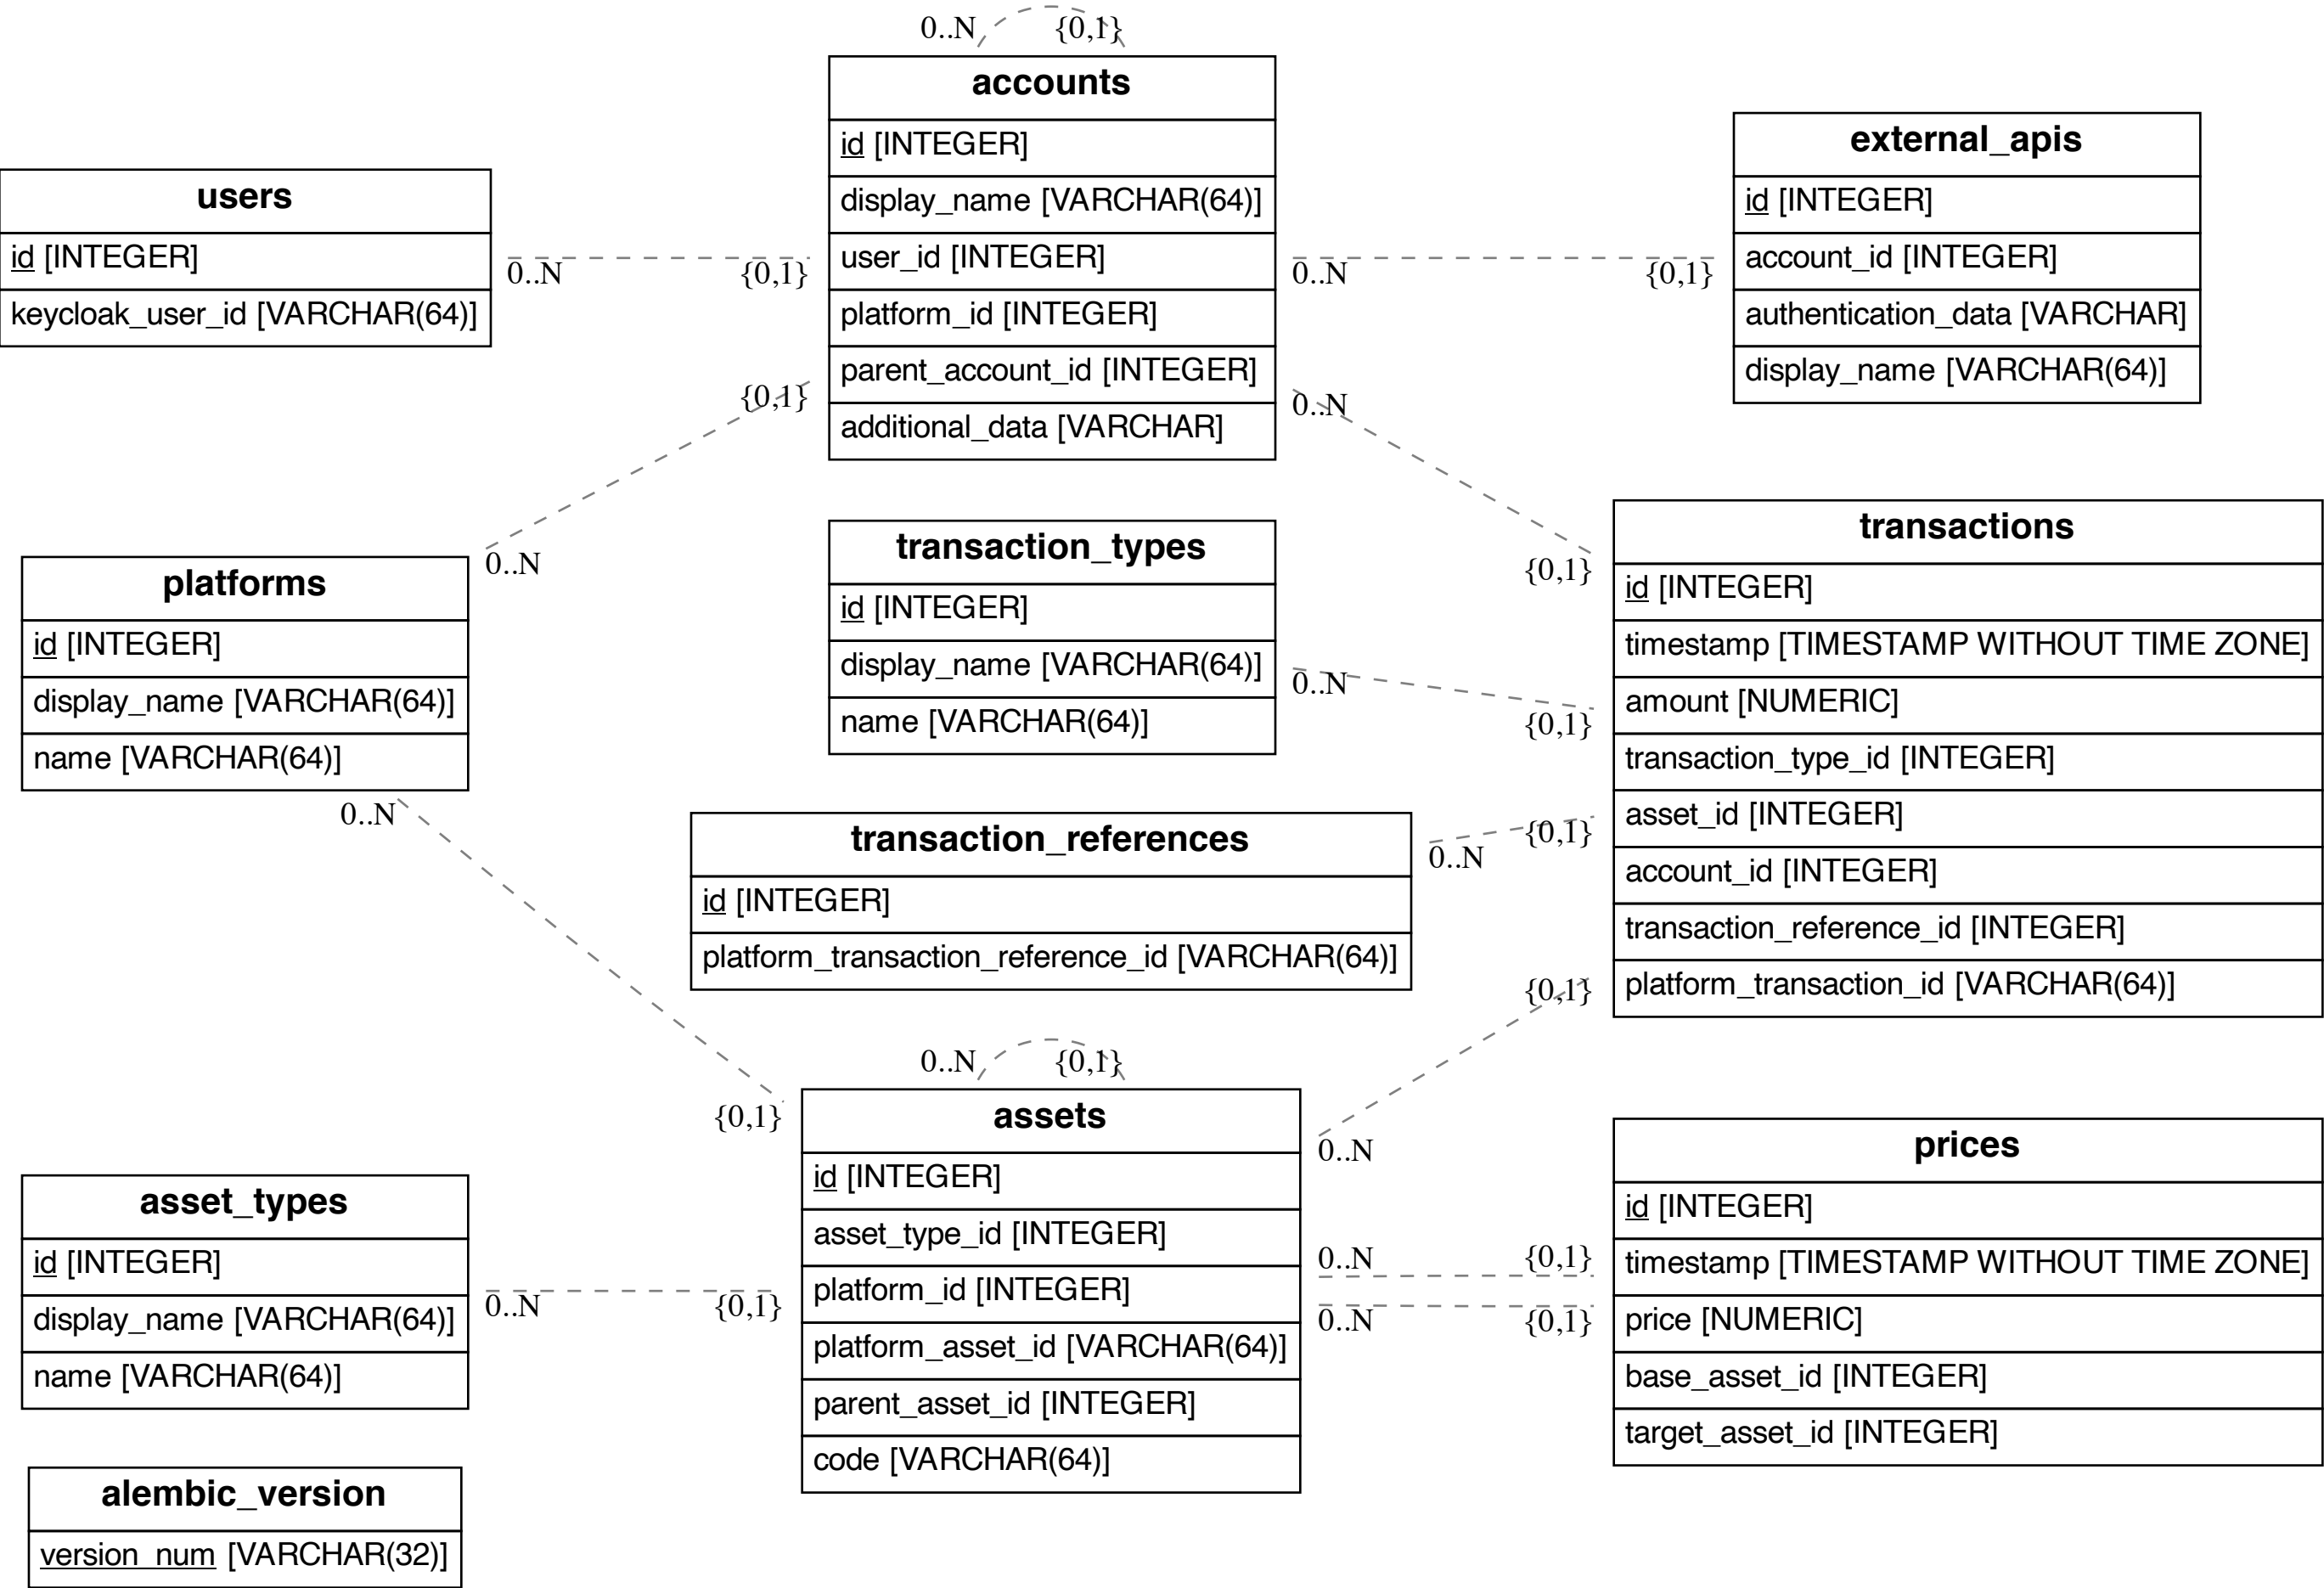 0..N
{0,1}
accounts
id [INTEGER]
display_name [VARCHAR(64)]
user_id [INTEGER]
platform_id [INTEGER]
parent_account_id [INTEGER]
additional_data [VARCHAR]
external_apis
id [INTEGER]
account_id [INTEGER]
authentication_data [VARCHAR]
display_name [VARCHAR(64)]
users
id [INTEGER]
keycloak_user_id [VARCHAR(64)]
0..N
{0,1}
0..N
{0,1}
{0,1}
0..N
0..N
{0,1}
platforms
id [INTEGER]
display_name [VARCHAR(64)]
name [VARCHAR(64)]
transaction_types
id [INTEGER]
display_name [VARCHAR(64)]
name [VARCHAR(64)]
0..N
{0,1}
transactions
id [INTEGER]
timestamp [TIMESTAMP WITHOUT TIME ZONE]
amount [NUMERIC]
transaction_type_id [INTEGER]
asset_id [INTEGER]
account_id [INTEGER]
transaction_reference_id [INTEGER]
platform_transaction_id [VARCHAR(64)]
0..N
{0,1}
transaction_references
id [INTEGER]
platform_transaction_reference_id [VARCHAR(64)]
0..N
{0,1}
{0,1}
0..N
0..N
{0,1}
assets
id [INTEGER]
asset_type_id [INTEGER]
platform_id [INTEGER]
platform_asset_id [VARCHAR(64)]
parent_asset_id [INTEGER]
code [VARCHAR(64)]
0..N
{0,1}
0..N
{0,1}
prices
id [INTEGER]
timestamp [TIMESTAMP WITHOUT TIME ZONE]
price [NUMERIC]
base_asset_id [INTEGER]
target_asset_id [INTEGER]
asset_types
id [INTEGER]
display_name [VARCHAR(64)]
name [VARCHAR(64)]
0..N
{0,1}
alembic_version
version_num [VARCHAR(32)]